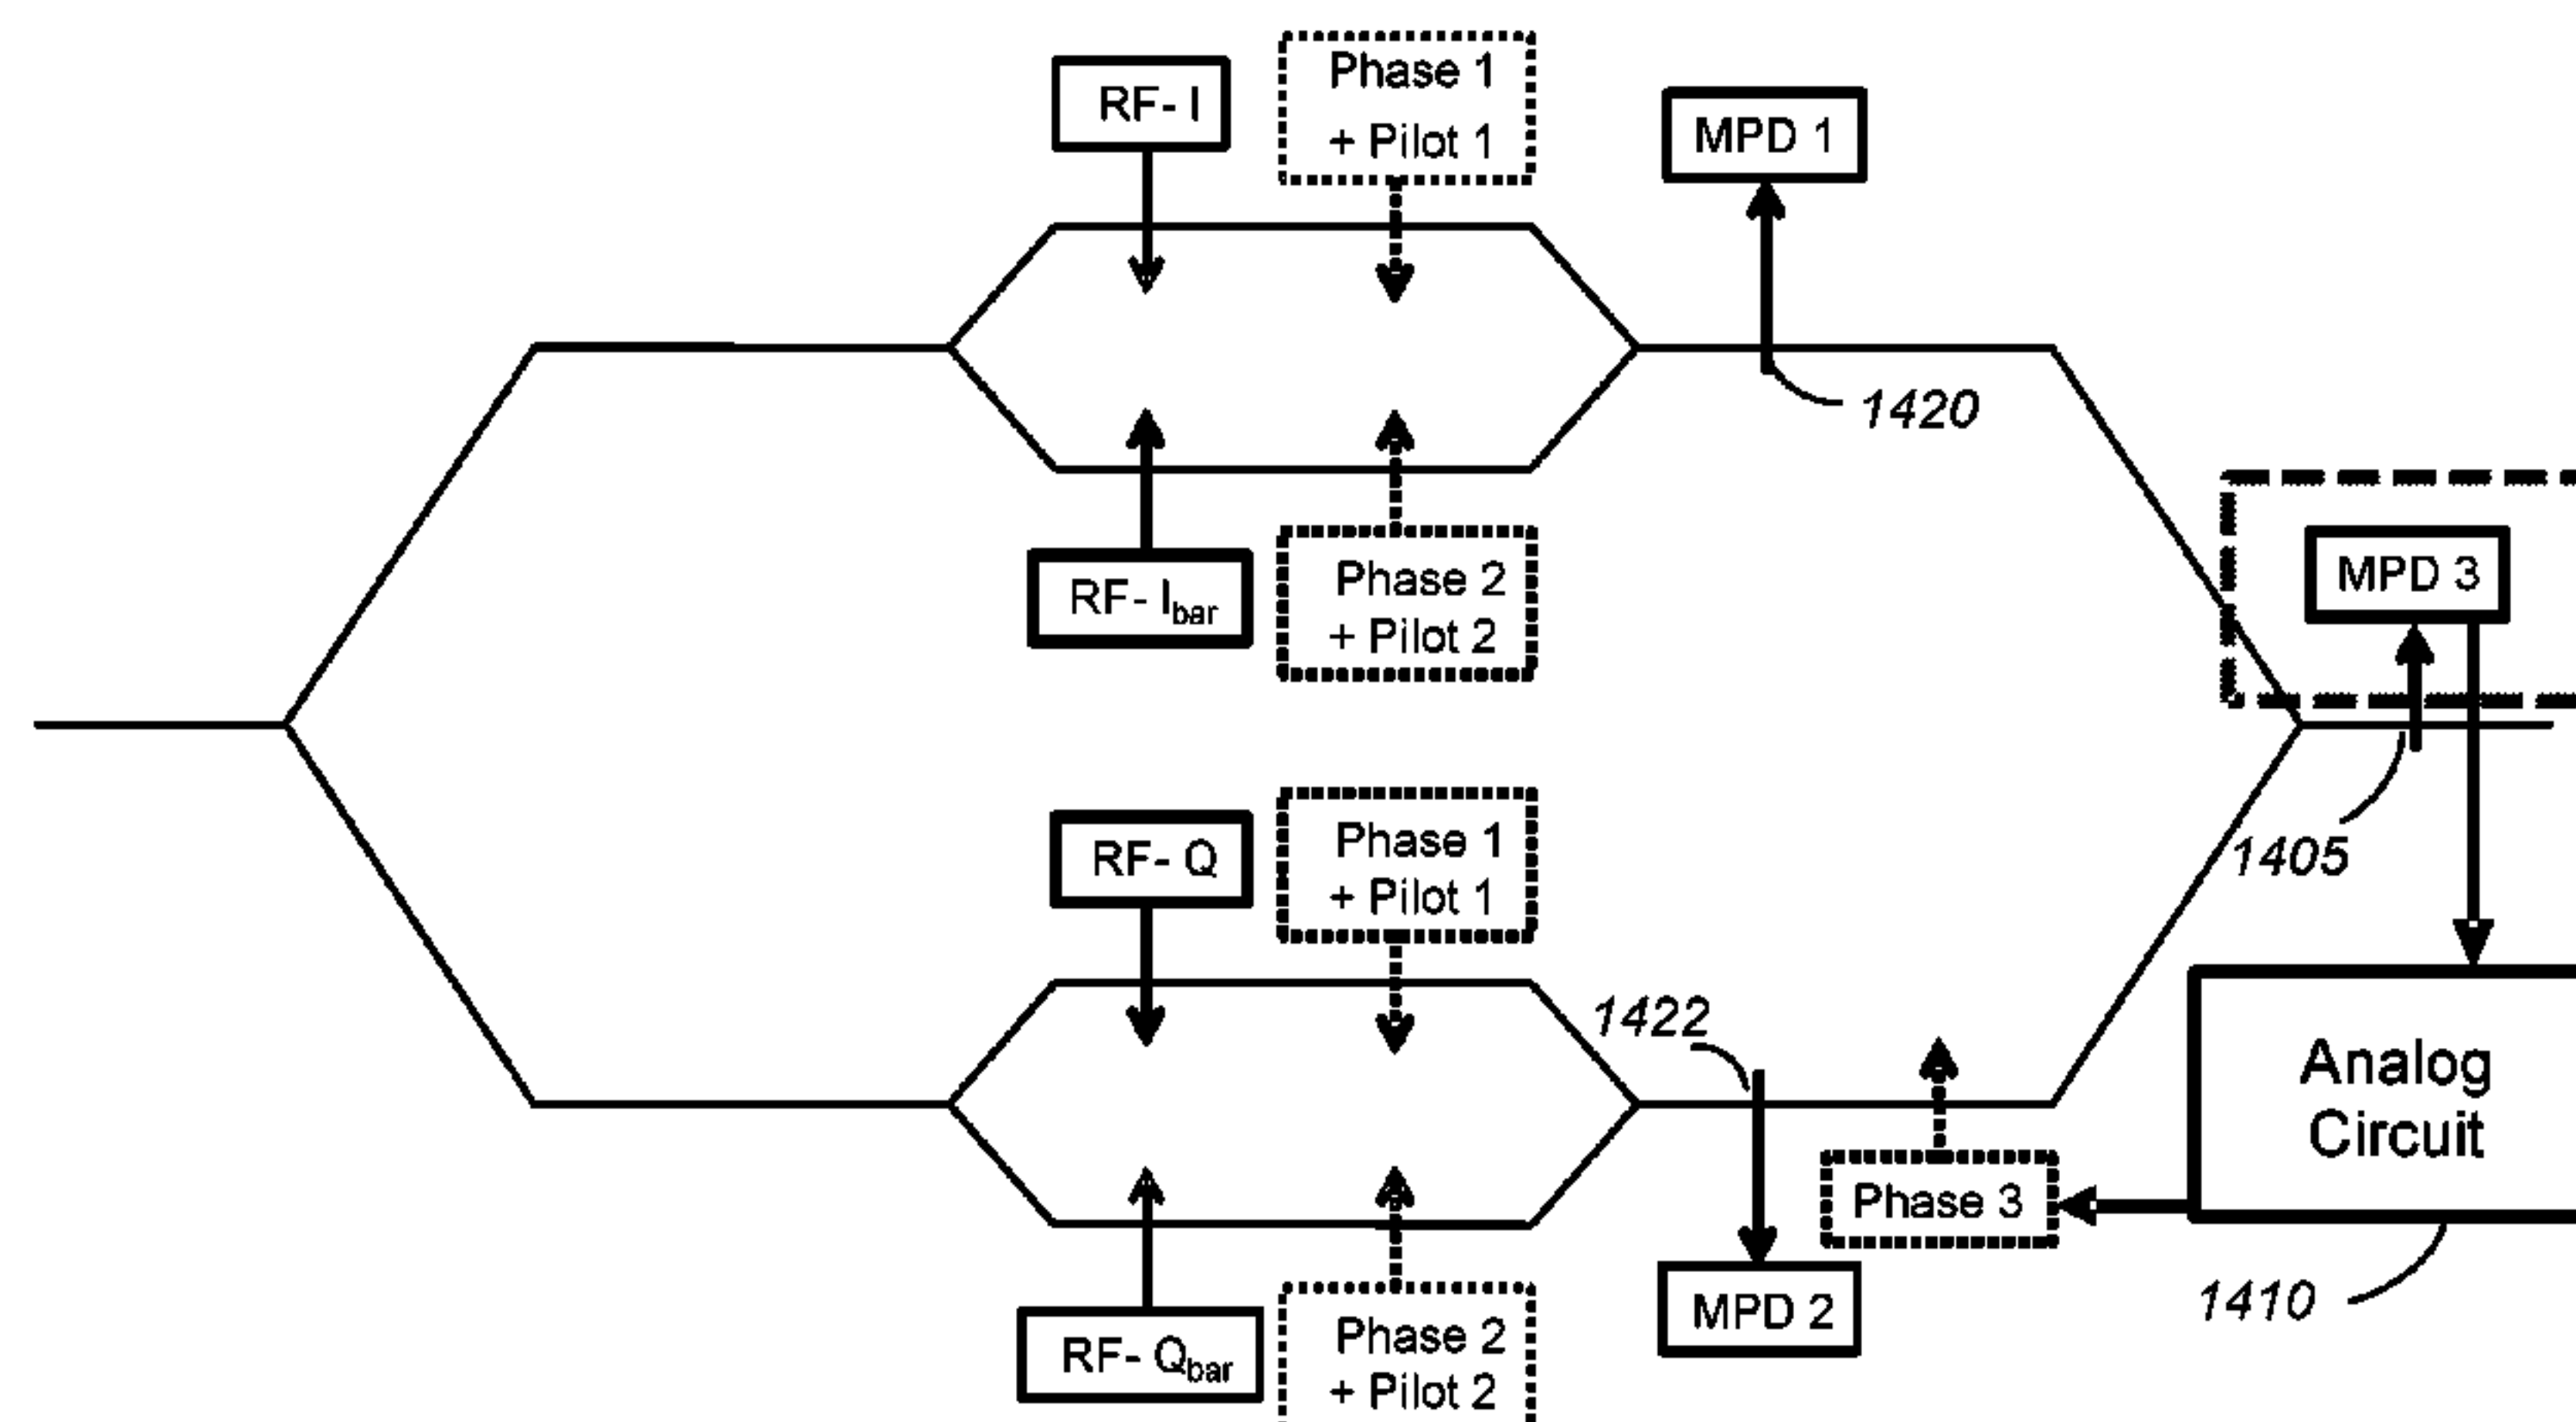 RF- I
Phase 1
+ Pilot 1
MPD 1
1420
RF- Ibar
Phase 2
+ Pilot 2
MPD 3
1405
RF- Q
Phase 1
+ Pilot 1
1422
Analog
Circuit
Phase 3
1410
MPD 2
RF- Qbar
Phase 2
+ Pilot 2